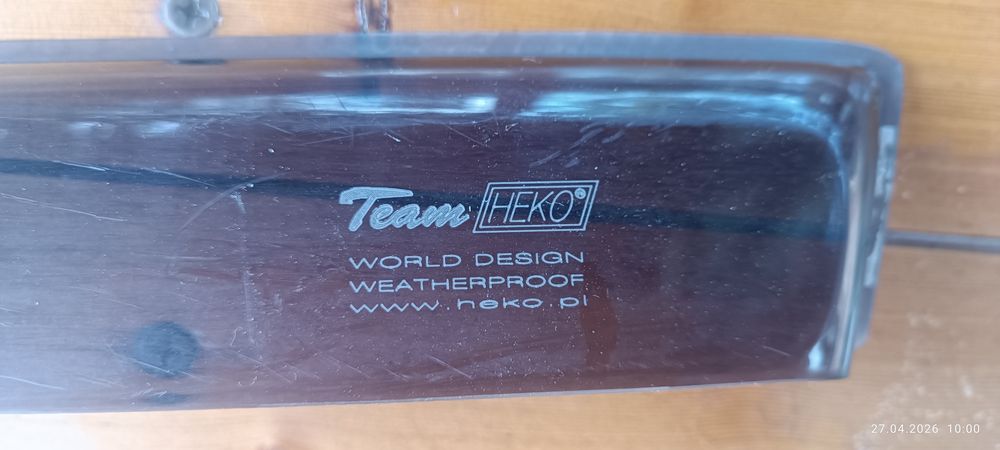 Team HEKO
WORLD DESIGN
WEATHERPROOF
www.heko.pl
27.04.2026 10:00